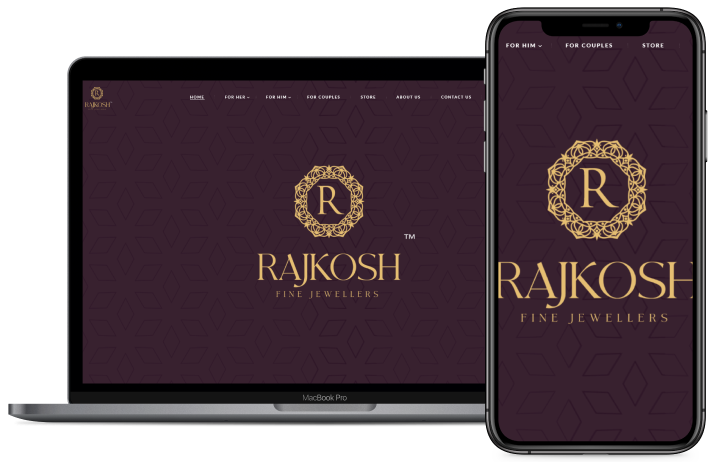 HOME FOR HER FOR HIM FOR COUPLES STORE ABOUT US CONTACT US
R
RAJKOSH
R
TM
RAJKOSH
FINE JEWELLERS
MacBook Pro
FOR HIM FOR COUPLES STORE
R
RAJKOSH
FINE JEWELLERS